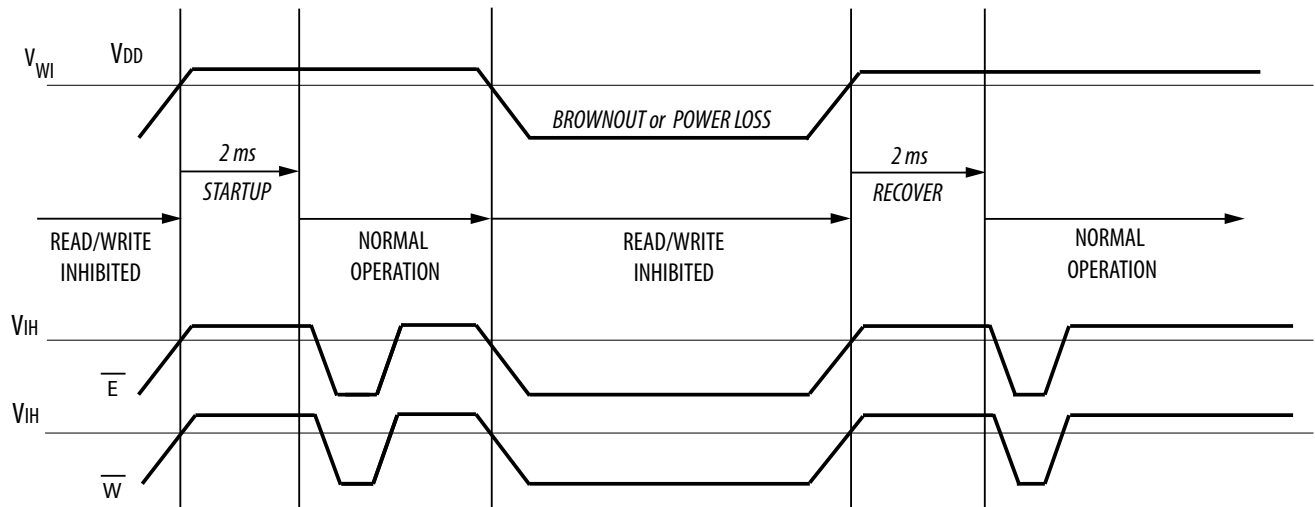 VWI VDD
BROWNOUT or POWER LOSS
2 ms
STARTUP
2 ms
RECOVER
READ/WRITE
INHIBITED
NORMAL
OPERATION
READ/WRITE
INHIBITED
NORMAL
OPERATION
VIH
E
VIH
W